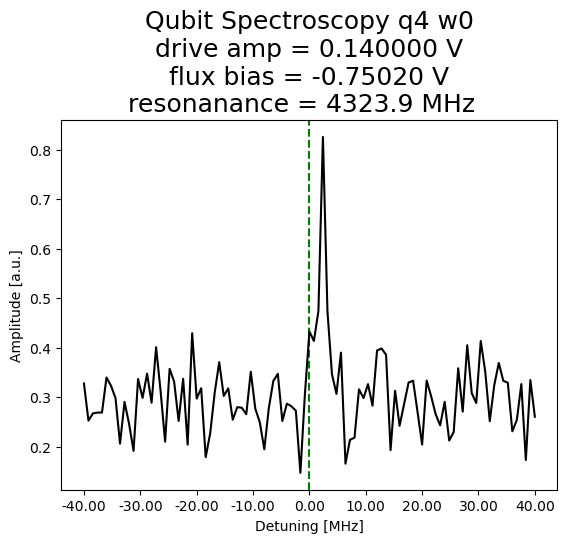 Qubit Spectroscopy q4 w0
drive amp = 0.140000 V
flux bias = -0.75020 V
resonanance = 4323.9 MHz
0.8
0.7
0.6
0.5
0.4
0.3
0.2
Amplitude [a.u.]
-40.00 -30.00 -20.00 -10.00 0.00 10.00 20.00 30.00 40.00
Detuning [MHz]